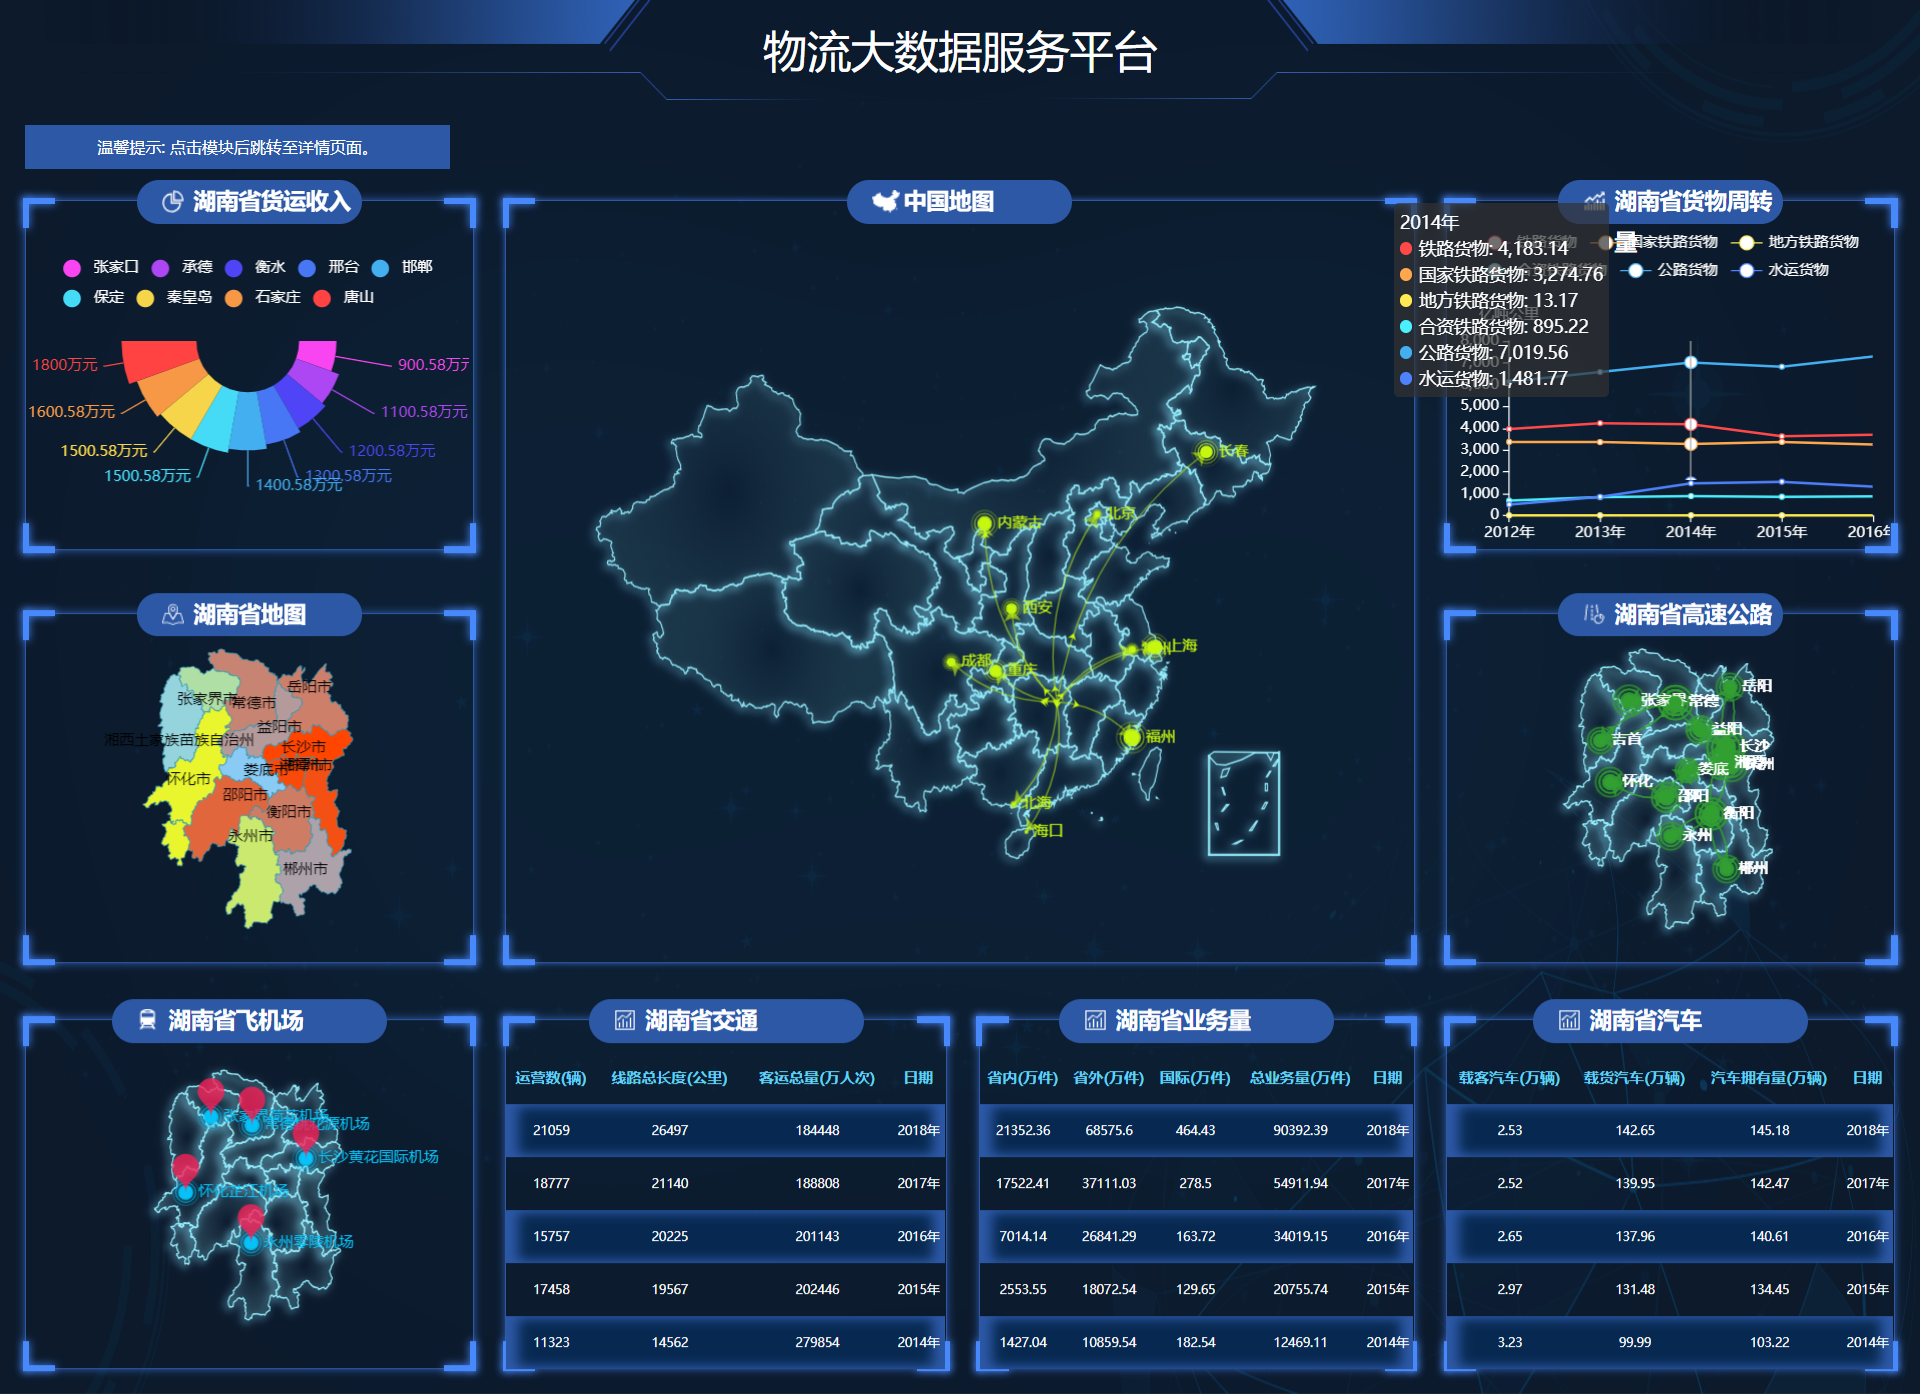 物流大数据服务平台
温馨提示: 点击模块后跳转至详情页面。
湖南省货运收入
张家口 承德 衡水 邢台 邯郸
保定 秦皇岛 石家庄 唐山
1800万元
900.58万元
1600.58万元
1100.58万元
1500.58万元
1200.58万元
1500.58万元
1300.58万元
1400.58万元
中国地图
长春
内蒙古
北京
西安
上海
成都
重庆
福州
北海
海口
湖南省货物周转量
2014年
铁路货物: 4,183.14
国家铁路货物: 3,274.76
地方铁路货物: 13.17
合资铁路货物: 895.22
公路货物: 7,019.56
水运货物: 1,481.77
铁路货物 国家铁路货物 地方铁路货物
合资铁路货物 公路货物 水运货物
亿吨公里
8,000
7,000
6,000
5,000
4,000
3,000
2,000
1,000
0
2012年 2013年 2014年 2015年 2016年
湖南省地图
岳阳市
张家界市
常德市
益阳市
湘西土家族苗族自治州
长沙市
娄底市
怀化市
邵阳市
衡阳市
永州市
郴州市
湖南省高速公路
岳阳
张家界
常德
益阳
吉首
长沙
娄底
怀化
衡阳
永州
郴州
湖南省飞机场
常德桃花源机场
长沙黄花国际机场
怀化芷江机场
永州零陵机场
湖南省交通
运营数(辆) 线路总长度(公里) 客运总量(万人次) 日期
21059 26497 184448 2018年
18777 21140 188808 2017年
15757 20225 201143 2016年
17458 19567 202446 2015年
11323 14562 279854 2014年
湖南省业务量
省内(万件) 省外(万件) 国际(万件) 总业务量(万件) 日期
21352.36 68575.6 464.43 90392.39 2018年
17522.41 37111.03 278.5 54911.94 2017年
7014.14 26841.29 163.72 34019.15 2016年
2553.55 18072.54 129.65 20755.74 2015年
1427.04 10859.54 182.54 12469.11 2014年
湖南省汽车
载客汽车(万辆) 载货汽车(万辆) 汽车拥有量(万辆) 日期
2.53 142.65 145.18 2018年
2.52 139.95 142.47 2017年
2.65 137.96 140.61 2016年
2.97 131.48 134.45 2015年
3.23 99.99 103.22 2014年